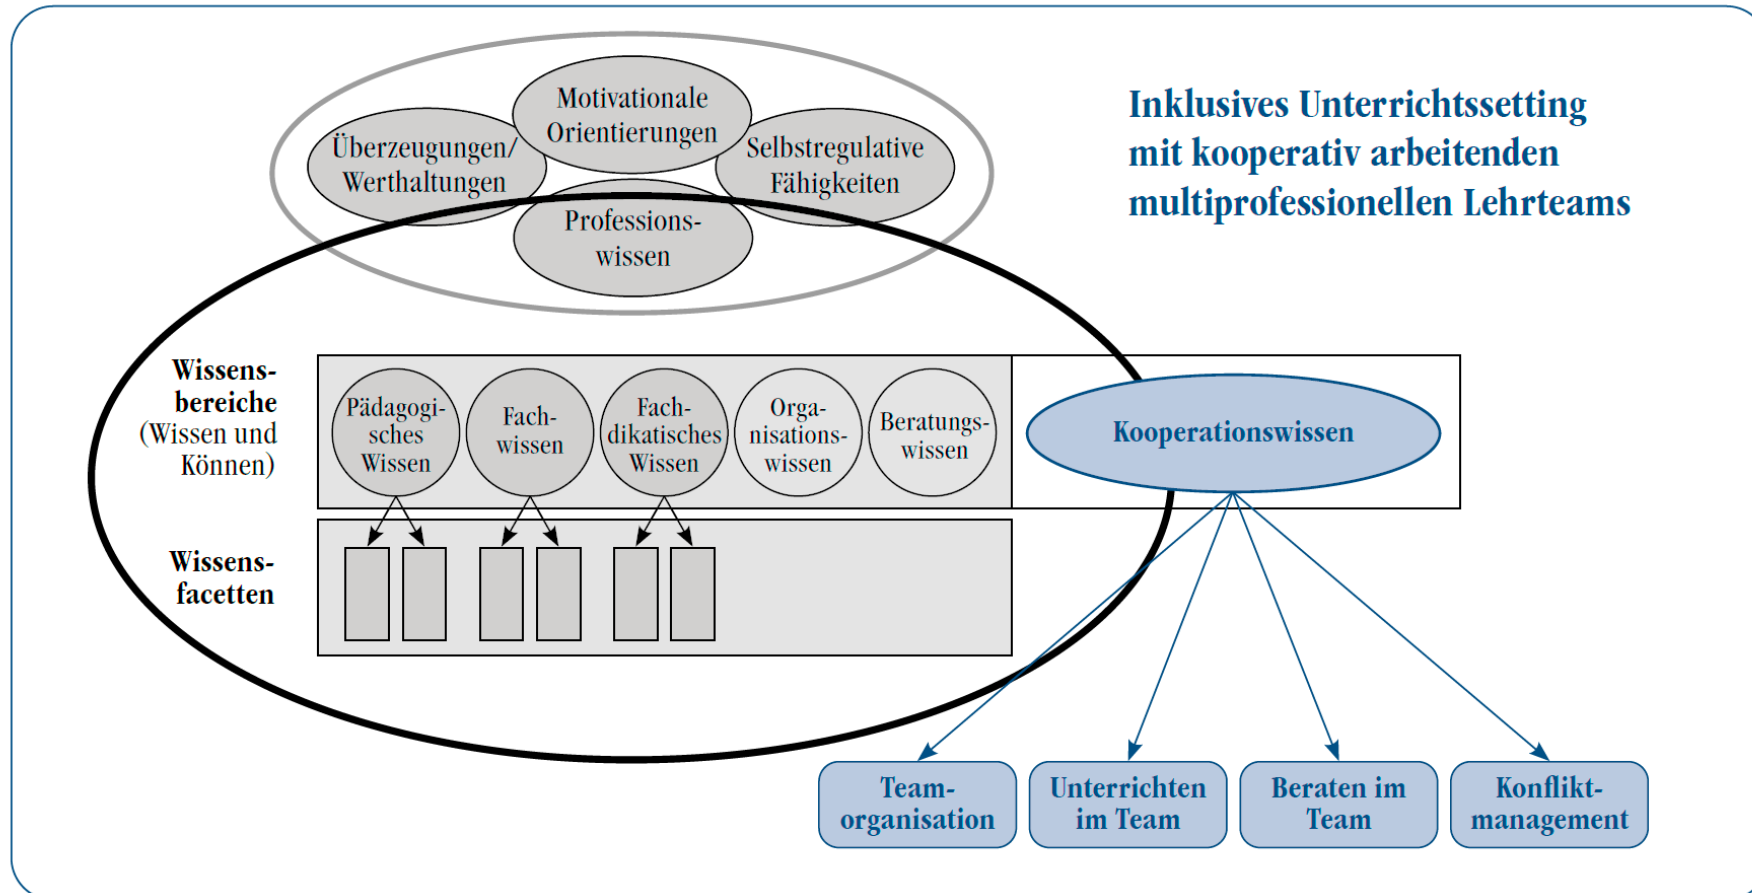 Inklusives Unterrichtssetting
mit kooperativ arbeitenden
multiprofessionellen Lehrteams
Motivationale
Orientierungen
Überzeugungen/
Werthaltungen
Selbstregulative
Fähigkeiten
Professions-
wissen
Wissens-
bereiche
(Wissen und
Können)
Pädagogi-
sches
Wissen
Fach-
wissen
Fach-
dikatisches
Wissen
Orga-
nisations-
wissen
Beratungs-
wissen
Kooperationswissen
Wissens-
facetten
Team-
organisation
Unterrichten
im Team
Beraten im
Team
Konflikt-
management